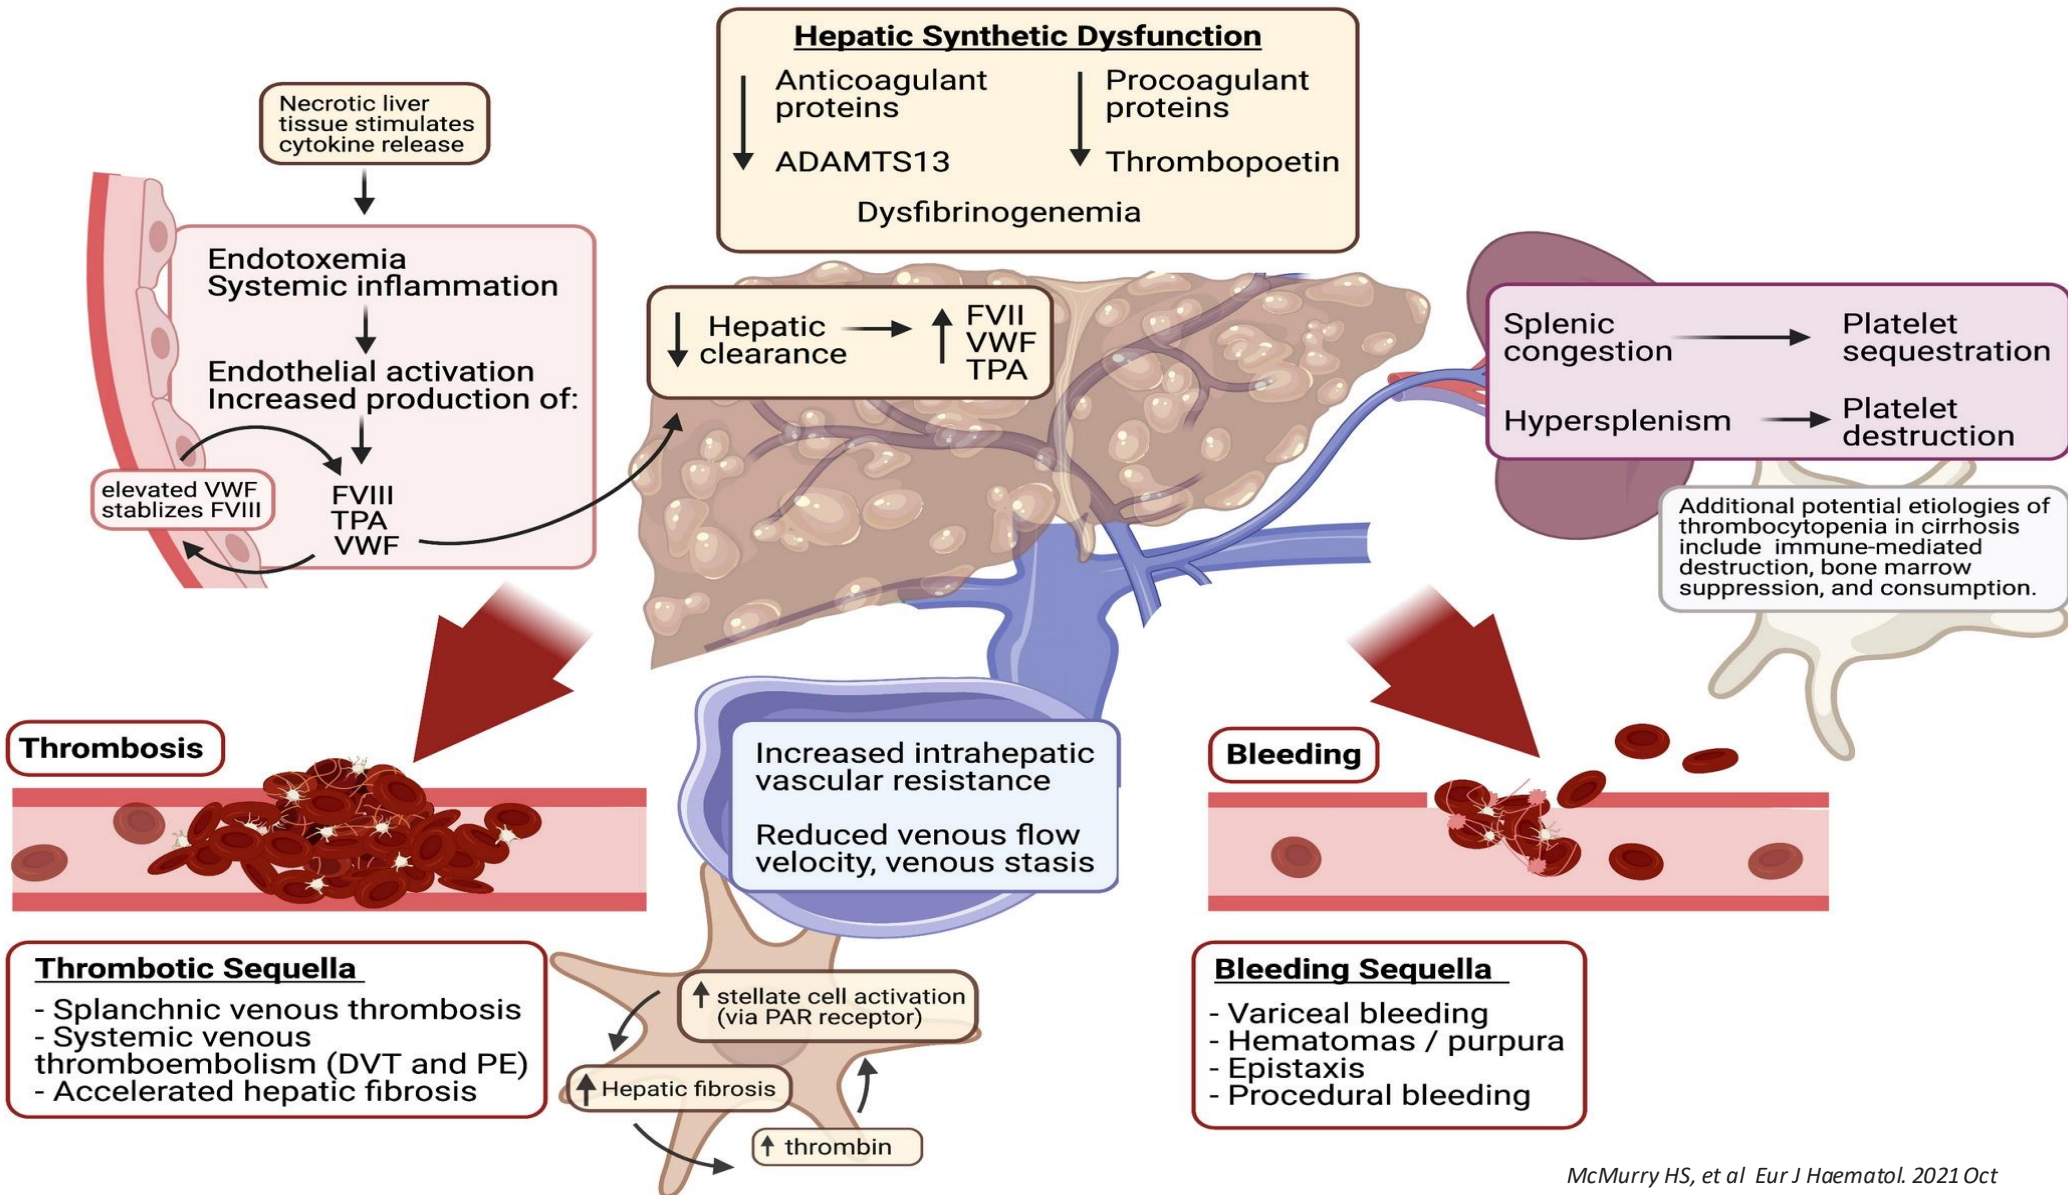 Hepatic Synthetic Dysfunction
Anticoagulant
proteins
ADAMTS13
Procoagulant
proteins
Thrombopoetin
Dysfibrinogenemia
Necrotic liver
tissue stimulates
cytokine release
Endotoxemia
Systemic inflammation
Endothelial activation
Increased production of:
FVIII
TPA
VWF
elevated VWF
stablizes FVIII
Hepatic
clearance
FVII
VWF
TPA
Splenic
congestion
Platelet
sequestration
Hypersplenism
Platelet
destruction
Additional potential etiologies of
thrombocytopenia in cirrhosis
include immune-mediated
destruction, bone marrow
suppression, and consumption.
Thrombosis
Increased intrahepatic
vascular resistance
Reduced venous flow
velocity, venous stasis
Bleeding
Thrombotic Sequella
- Splanchnic venous thrombosis
- Systemic venous
thromboembolism (DVT and PE)
- Accelerated hepatic fibrosis
stellate cell activation
(via PAR receptor)
Hepatic fibrosis
thrombin
Bleeding Sequella
- Variceal bleeding
- Hematomas / purpura
- Epistaxis
- Procedural bleeding
McMurry HS, et al Eur J Haematol. 2021 Oct